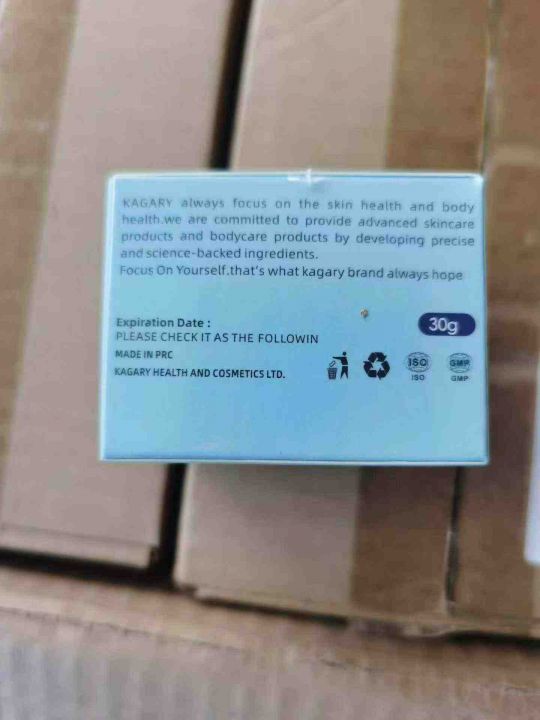 KAGARY always focus on the skin health and body
health.we are committed to provide advanced skincare
products and bodycare products by developing precise
and science-backed ingredients.
Focus On Yourself.that's what kagary brand always hope
Expiration Date :
PLEASE CHECK IT AS THE FOLLOWIN
30g
MADE IN PRC
KAGARY HEALTH AND COSMETICS LTD.
ISO
ISO
GMP
GMP